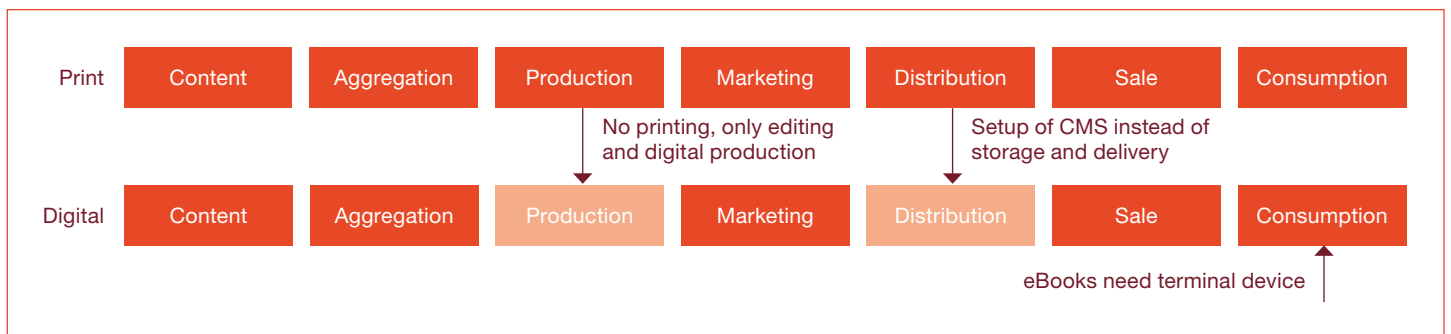 Print Content Aggregation Production Marketing Distribution Sale Consumption
No printing, only editing
and digital production
Setup of CMS instead of
storage and delivery
Digital Content Aggregation Production Marketing Distribution Sale Consumption
eBooks need terminal device